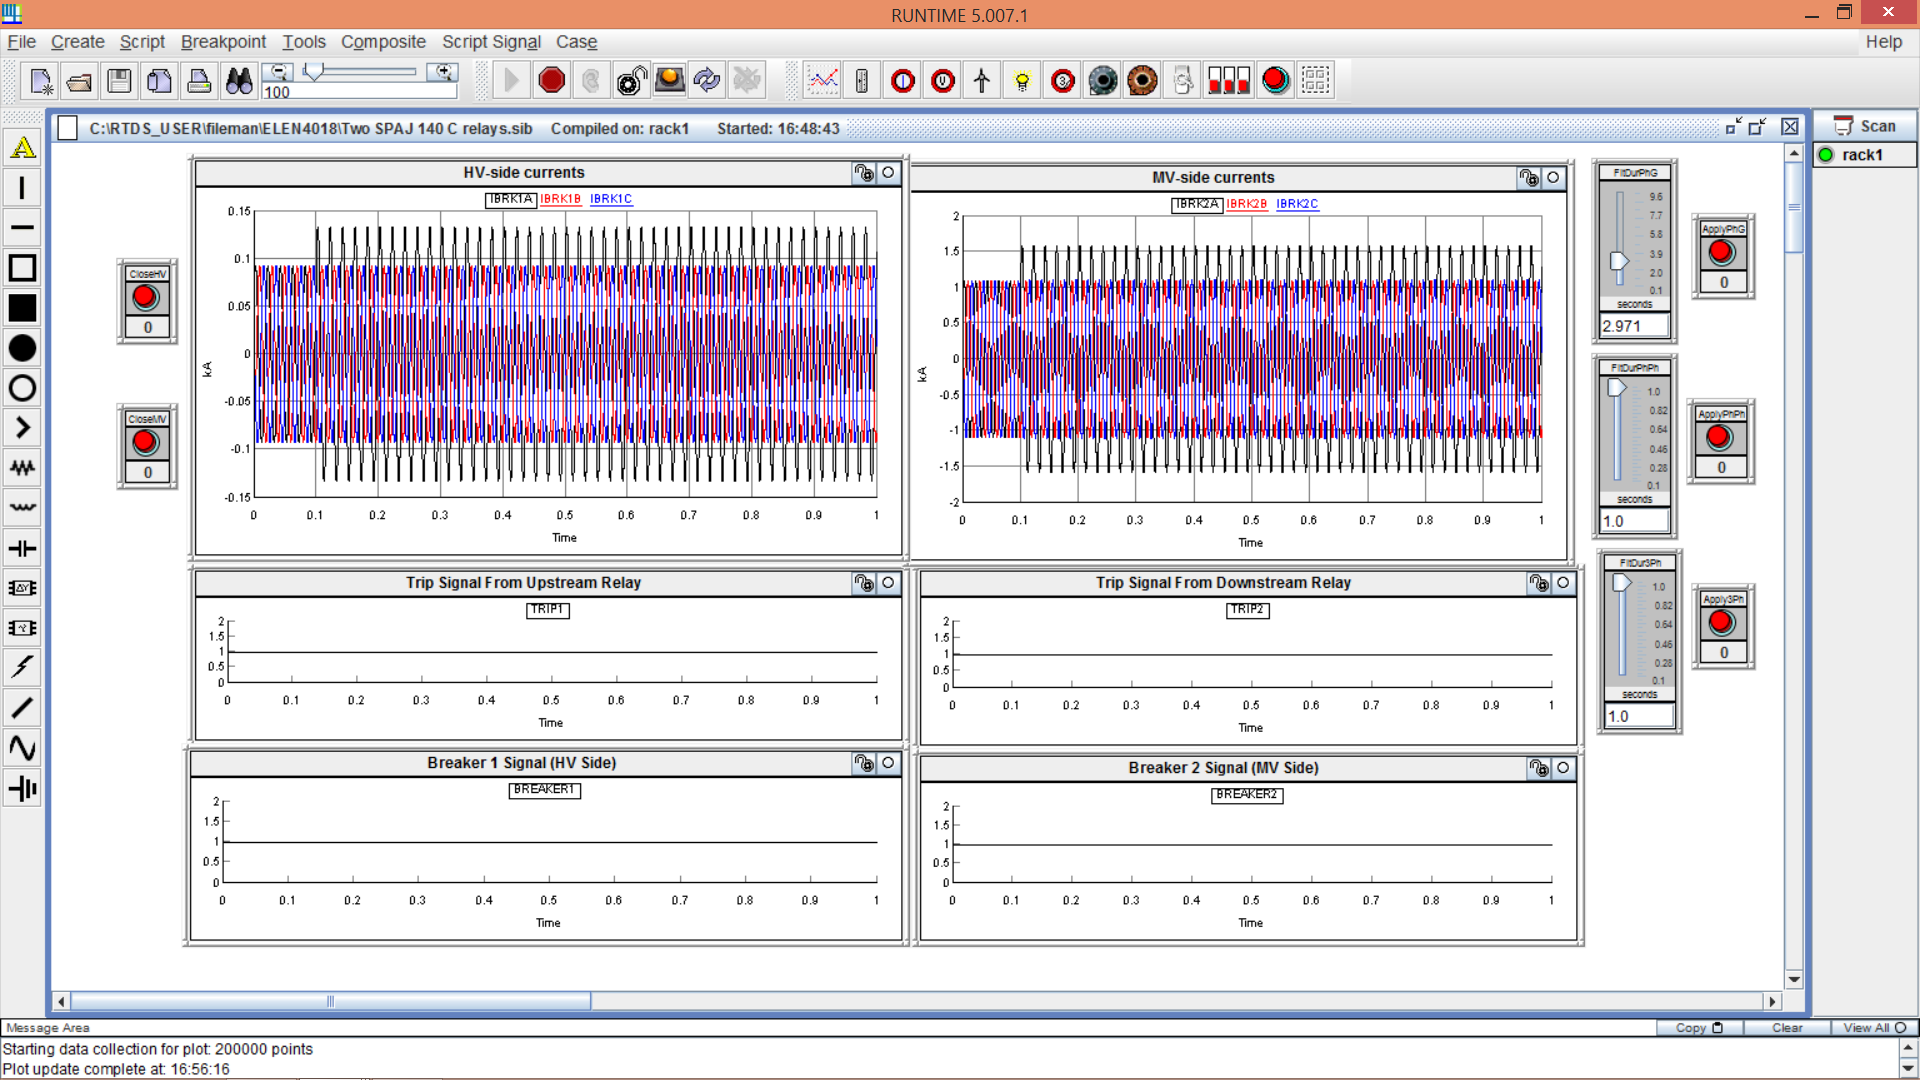 RUNTIME 5.007.1
File Create Script Breakpoint Tools Composite Script Signal Case Help
100
C:\RTDS_USER\fileman\ELEN4018\Two SPAJ 140 C relays.sib Compiled on: rack1 Started: 16:48:43
Scan
rack1
HV-side currents
IBRK1A IBRK1B IBRK1C
0.15
0.1
0.05
0
-0.05
-0.1
-0.15
kA
0 0.1 0.2 0.3 0.4 0.5 0.6 0.7 0.8 0.9 1
Time
MV-side currents
IBRK2A IBRK2B IBRK2C
2
1.5
1
0.5
0
-0.5
-1
-1.5
-2
kA
0 0.1 0.2 0.3 0.4 0.5 0.6 0.7 0.8 0.9 1
Time
CloseHV
0
CloseMV
0
FltDurPhG
9.6
7.7
5.8
3.9
2.0
0.1
seconds
2.971
ApplyPhG
0
FltDurPhPh
1.0
0.82
0.64
0.46
0.28
0.1
seconds
1.0
ApplyPhPh
0
FltDur3Ph
1.0
0.82
0.64
0.46
0.28
0.1
seconds
1.0
Apply3Ph
0
Trip Signal From Upstream Relay
TRIP1
2
1.5
1
0.5
0
0 0.1 0.2 0.3 0.4 0.5 0.6 0.7 0.8 0.9 1
Time
Trip Signal From Downstream Relay
TRIP2
2
1.5
1
0.5
0
0 0.1 0.2 0.3 0.4 0.5 0.6 0.7 0.8 0.9 1
Time
Breaker 1 Signal (HV Side)
BREAKER1
2
1.5
1
0.5
0
0 0.1 0.2 0.3 0.4 0.5 0.6 0.7 0.8 0.9 1
Time
Breaker 2 Signal (MV Side)
BREAKER2
2
1.5
1
0.5
0
0 0.1 0.2 0.3 0.4 0.5 0.6 0.7 0.8 0.9 1
Time
Message Area Copy Clear View All
Starting data collection for plot: 200000 points
Plot update complete at: 16:56:16